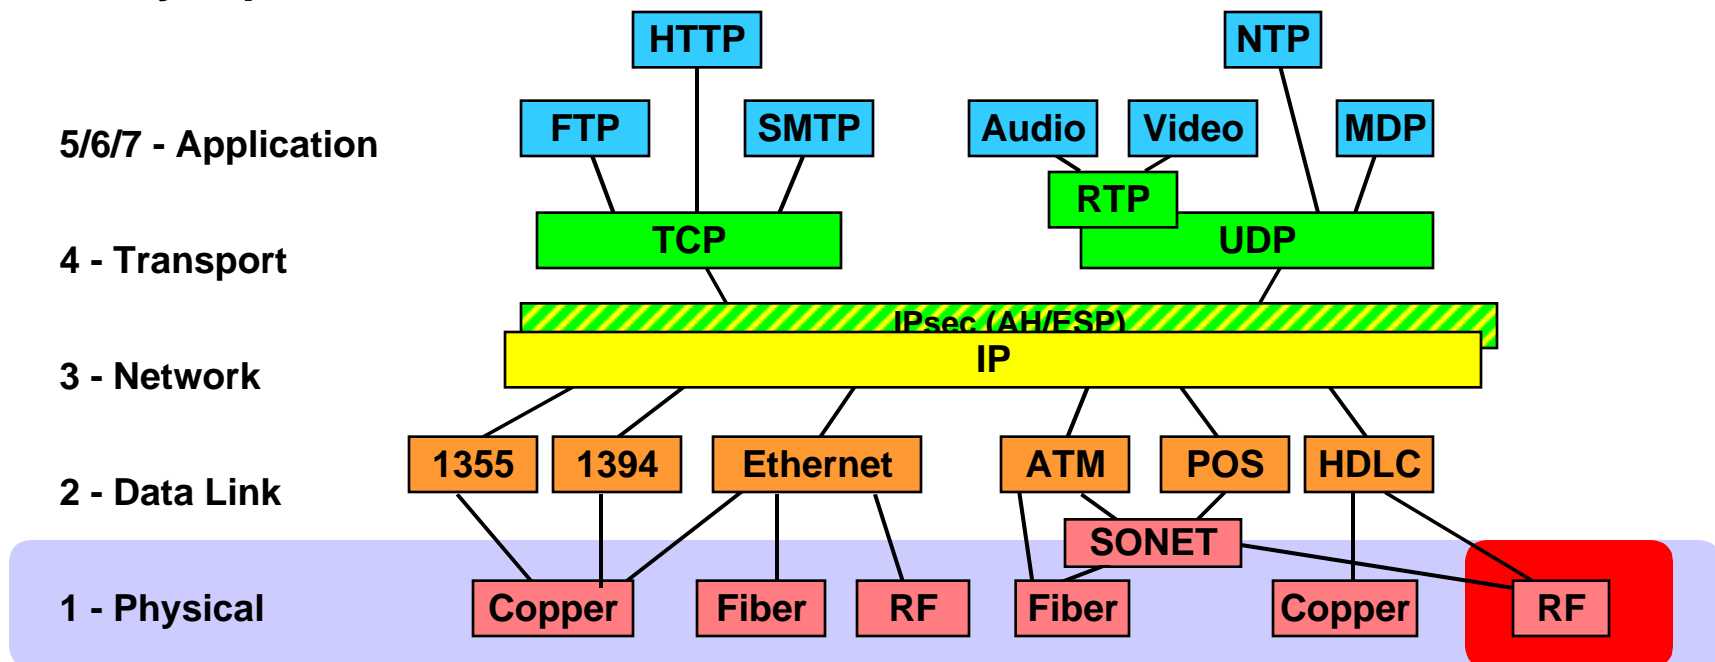 HTTP NTP
5/6/7 - Application FTP SMTP Audio Video MDP
RTP
4 - Transport TCP UDP
IPsec (AH/ESP)
3 - Network IP
2 - Data Link 1355 1394 Ethernet ATM POS HDLC
SONET
1 - Physical Copper Fiber RF Fiber Copper RF